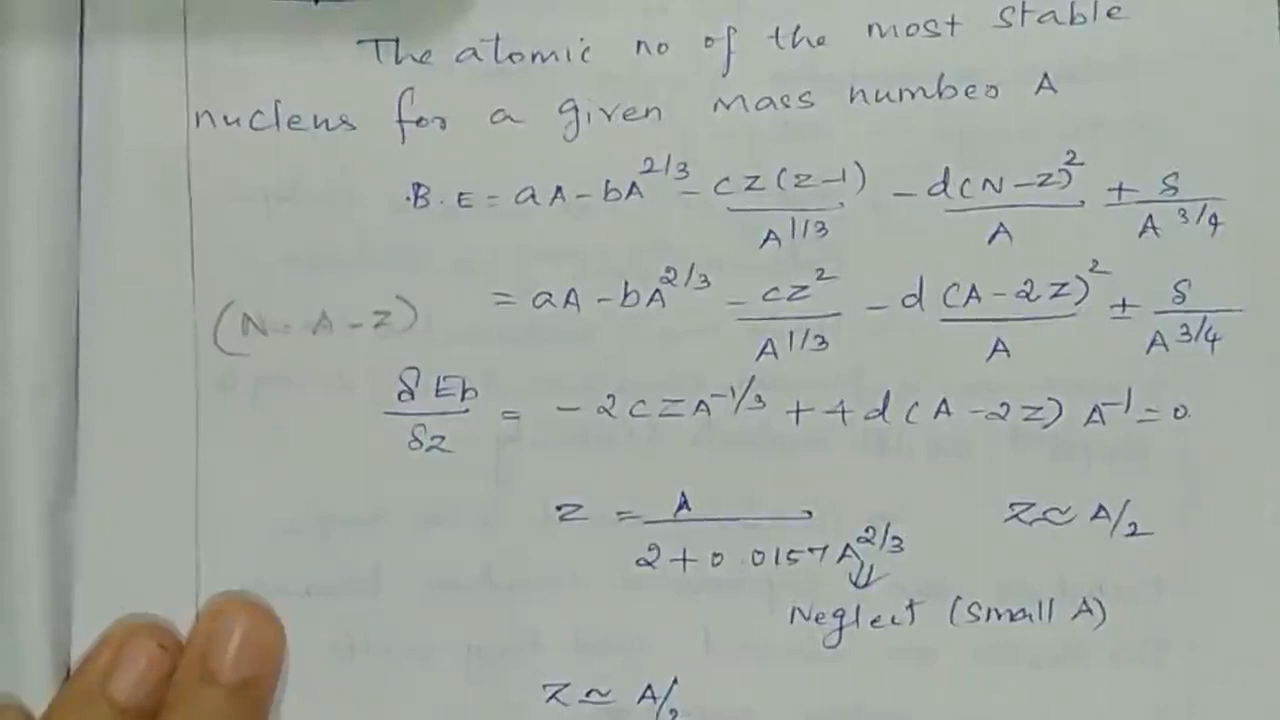 The atomic no of the most stable
nucleus for a given mass number A
B.E = aA - bA^2/3 - cZ(Z-1)/A^1/3 - d(N-Z)^2/A + δ/A^3/4
(N = A - Z) = aA - bA^2/3 - cZ^2/A^1/3 - d(A-2Z)^2/A ± δ/A^3/4
δEb/δz = -2cZA^-1/3 + 4d(A-2Z) A^-1 = 0
Z = A/2+0.0157A^2/3 Z≈A/2
⇓
Neglect (Small A)
Z ≃ A/2